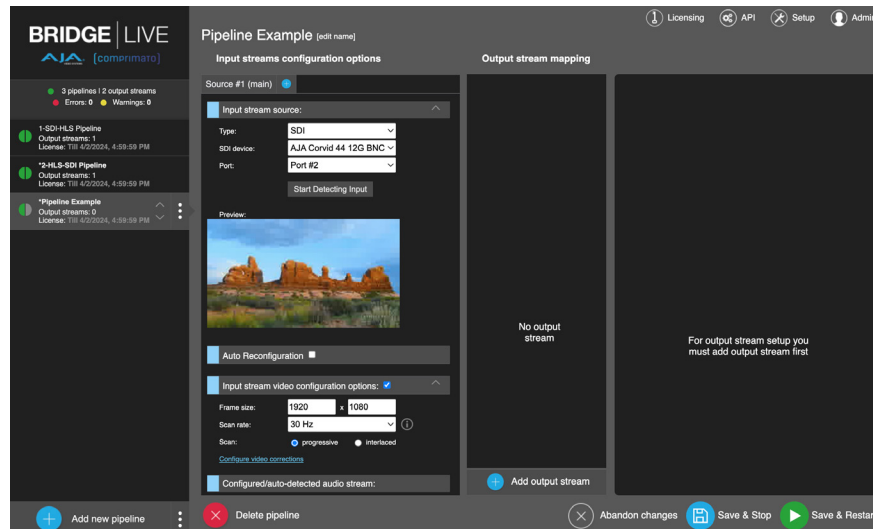 BRIDGE LIVE
AJA [comprimato]
3 pipelines | 2 output streams
Errors: 0 Warnings: 0
1-SDI-HLS Pipeline
Output streams: 1
License: Till 4/2/2024, 4:59:59 PM
*2-HLS-SDI Pipeline
Output streams: 1
License: Till 4/2/2024, 4:59:59 PM
*Pipeline Example
Output streams: 0
License: Till 4/2/2024, 4:59:59 PM
Add new pipeline
Licensing API Setup Admin
Pipeline Example [edit name]
Input streams configuration options
Source #1 (main)
Input stream source:
Type: SDI
SDI device: AJA Corvid 44 12G BNC
Port: Port #2
Start Detecting Input
Preview:
Auto Reconfiguration
Input stream video configuration options:
Frame size: 1920 x 1080
Scan rate: 30 Hz
Scan: progressive interlaced
Configure video corrections
Configured/auto-detected audio stream:
Output stream mapping
No output
stream
Add output stream
For output stream setup you
must add output stream first
Delete pipeline
Abandon changes Save & Stop Save & Restar